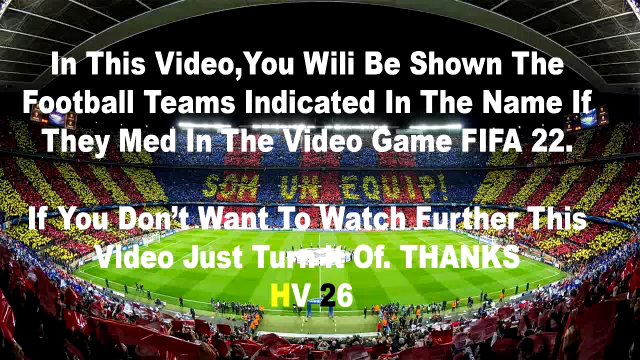 In This Video,You Wili Be Shown The
Football Teams Indicated In The Name If
They Med In The Video Game FIFA 22.
SOM UN EQUIP!
If You Don’t Want To Watch Further This
Video Just Turn It Of. THANKS
HV 26